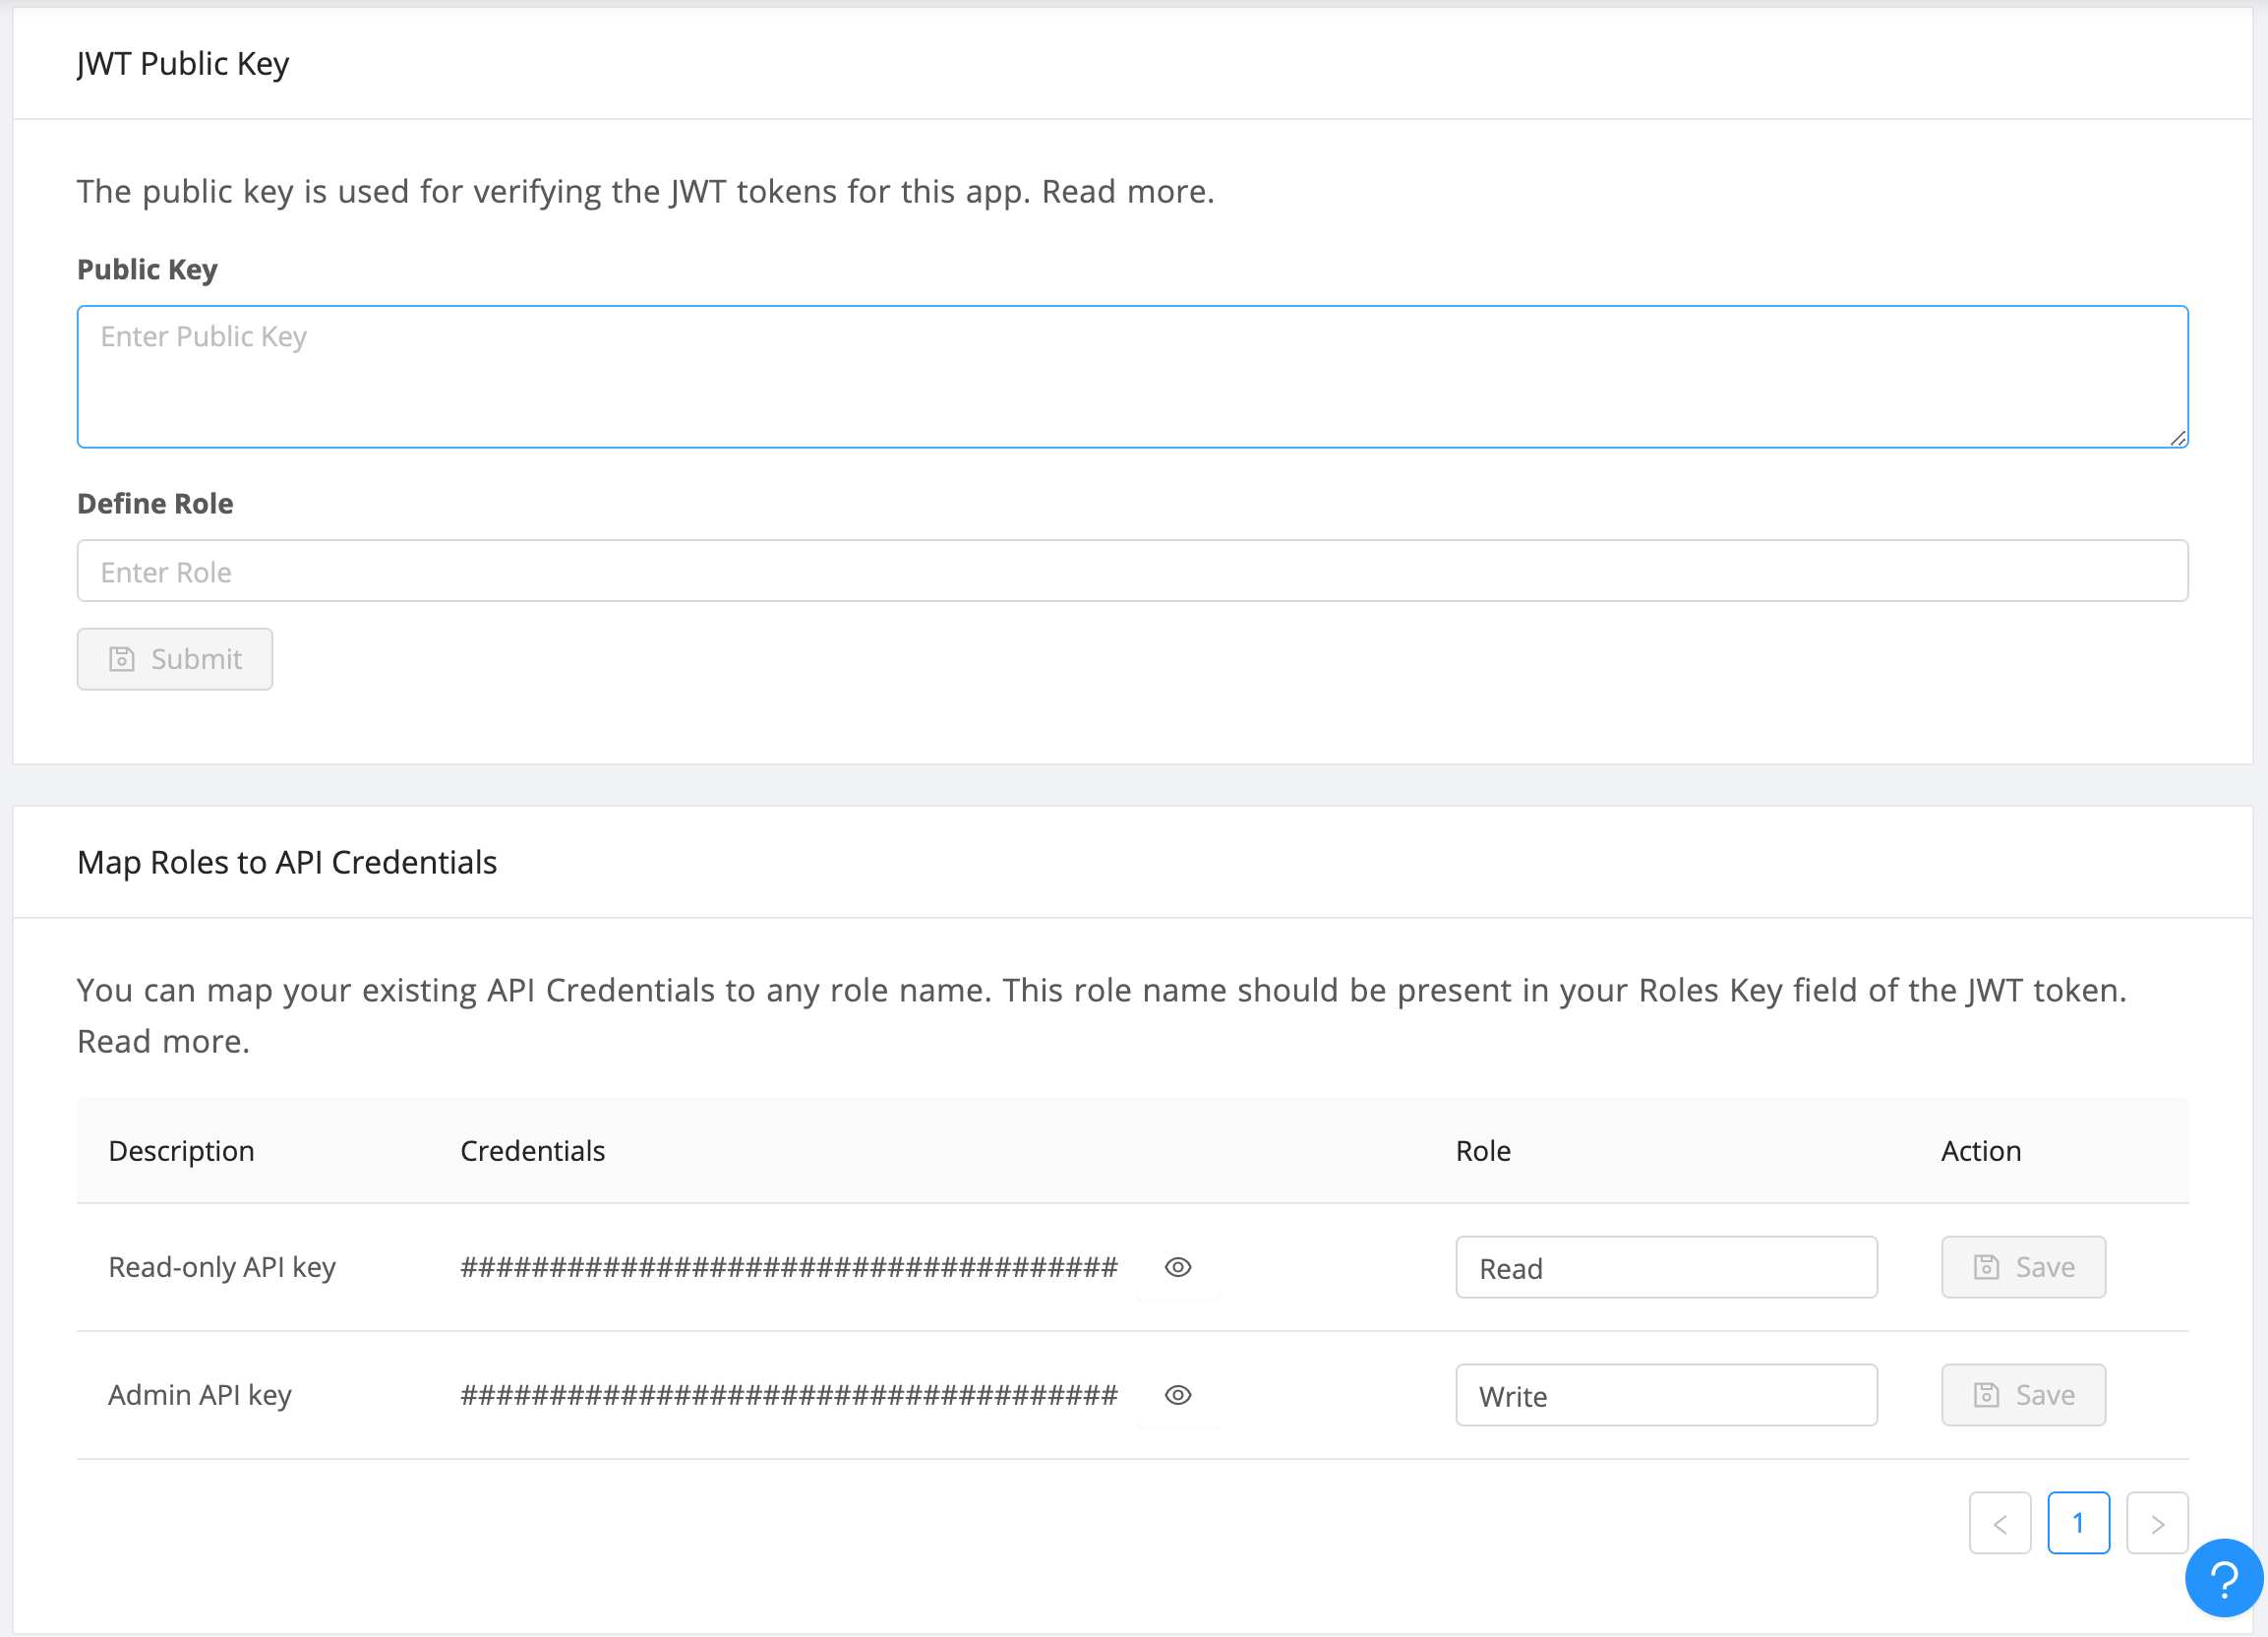 JWT Public Key
The public key is used for verifying the JWT tokens for this app. Read more.
Public Key
Enter Public Key
Define Role
Enter Role
Submit
Map Roles to API Credentials
You can map your existing API Credentials to any role name. This role name should be present in your Roles Key field of the JWT token.
Read more.
Description Credentials Role Action
Read-only API key ##################################### Read Save
Admin API key ##################################### Write Save
< 1 >
?